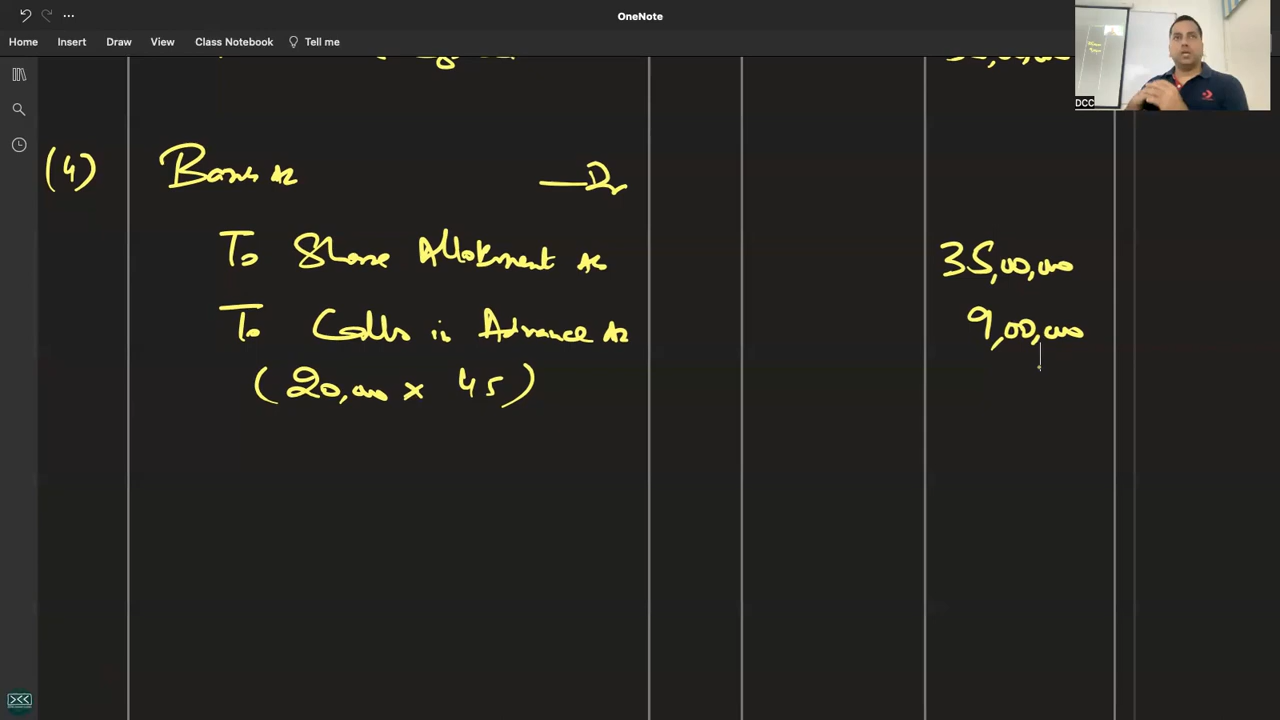 OneNote
Home Insert Draw View Class Notebook Tell me
(4) Bank A/c —Dr
To Share Allotment A/c 35,00,000
To Calls in Advance A/c 9,00,000
(20,000 x 45)
DCC